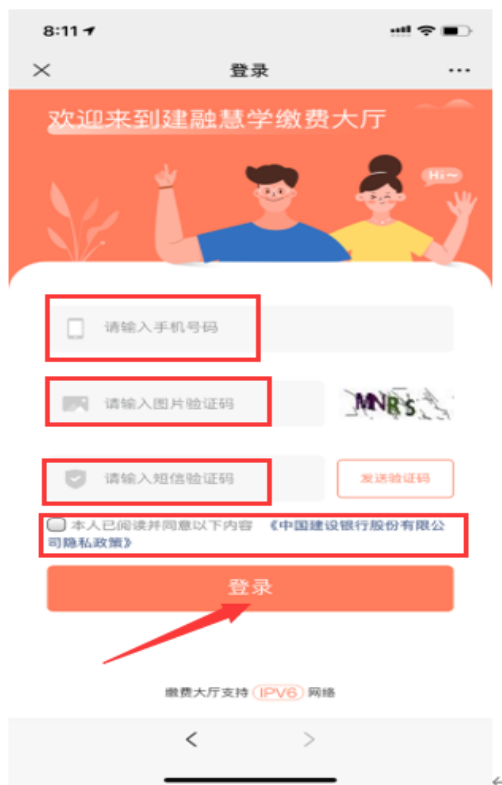 8:11
登录
欢迎来到建融慧学缴费大厅
Hi~
请输入手机号码
请输入图片验证码
MNRS
请输入短信验证码
发送验证码
本人已阅读并同意以下内容 《中国建设银行股份有限公
司隐私政策》
登录
缴费大厅支持 IPV6 网络